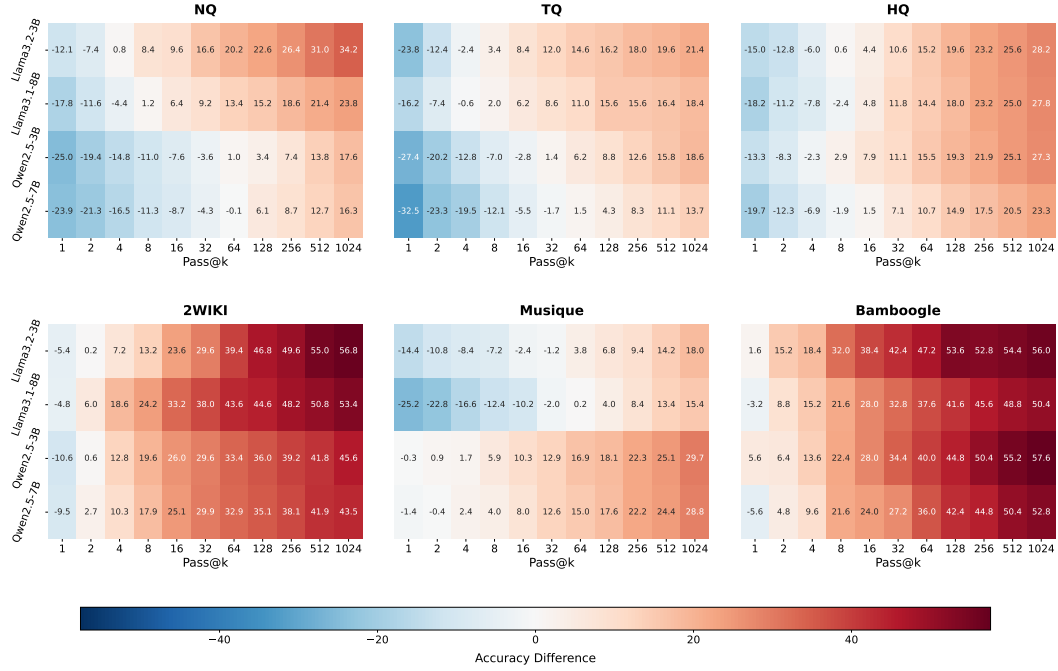 NQ
Llama3.2-3B -12.1 -7.4 0.8 8.4 9.6 16.6 20.2 22.6 26.4 31.0 34.2
Llama3.1-8B -17.8 -11.6 -4.4 1.2 6.4 9.2 13.4 15.2 18.6 21.4 23.8
Qwen2.5-3B -25.0 -19.4 -14.8 -11.0 -7.6 -3.6 1.0 3.4 7.4 13.8 17.6
Qwen2.5-7B -23.9 -21.3 -16.5 -11.3 -8.7 -4.3 -0.1 6.1 8.7 12.7 16.3
1 2 4 8 16 32 64 128 256 512 1024
Pass@k
TQ
-23.8 -12.4 -2.4 3.4 8.4 12.0 14.6 16.2 18.0 19.6 21.4
-16.2 -7.4 -0.6 2.0 6.2 8.6 11.0 15.6 15.6 16.4 18.4
-27.4 -20.2 -12.8 -7.0 -2.8 1.4 6.2 8.8 12.6 15.8 18.6
-32.5 -23.3 -19.5 -12.1 -5.5 -1.7 1.5 4.3 8.3 11.1 13.7
1 2 4 8 16 32 64 128 256 512 1024
Pass@k
HQ
-15.0 -12.8 -6.0 0.6 4.4 10.6 15.2 19.6 23.2 25.6 28.2
-18.2 -11.2 -7.8 -2.4 4.8 11.8 14.4 18.0 23.2 25.0 27.8
-13.3 -8.3 -2.3 2.9 7.9 11.1 15.5 19.3 21.9 25.1 27.3
-19.7 -12.3 -6.9 -1.9 1.5 7.1 10.7 14.9 17.5 20.5 23.3
1 2 4 8 16 32 64 128 256 512 1024
Pass@k
2WIKI
Llama3.2-3B -5.4 0.2 7.2 13.2 23.6 29.6 39.4 46.8 49.6 55.0 56.8
Llama3.1-8B -4.8 6.0 18.6 24.2 33.2 38.0 43.6 44.6 48.2 50.8 53.4
Qwen2.5-3B -10.6 0.6 12.8 19.6 26.0 29.6 33.4 36.0 39.2 41.8 45.6
Qwen2.5-7B -9.5 2.7 10.3 17.9 25.1 29.9 32.9 35.1 38.1 41.9 43.5
1 2 4 8 16 32 64 128 256 512 1024
Pass@k
Musique
-14.4 -10.8 -8.4 -7.2 -2.4 -1.2 3.8 6.8 9.4 14.2 18.0
-25.2 -22.8 -16.6 -12.4 -10.2 -2.0 0.2 4.0 8.4 13.4 15.4
-0.3 0.9 1.7 5.9 10.3 12.9 16.9 18.1 22.3 25.1 29.7
-1.4 -0.4 2.4 4.0 8.0 12.6 15.0 17.6 22.2 24.4 28.8
1 2 4 8 16 32 64 128 256 512 1024
Pass@k
Bamboogle
1.6 15.2 18.4 32.0 38.4 42.4 47.2 53.6 52.8 54.4 56.0
-3.2 8.8 15.2 21.6 28.0 32.8 37.6 41.6 45.6 48.8 50.4
5.6 6.4 13.6 22.4 28.0 34.4 40.0 44.8 50.4 55.2 57.6
-5.6 4.8 9.6 21.6 24.0 27.2 36.0 42.4 44.8 50.4 52.8
1 2 4 8 16 32 64 128 256 512 1024
Pass@k
−40 −20 0 20 40
Accuracy Difference